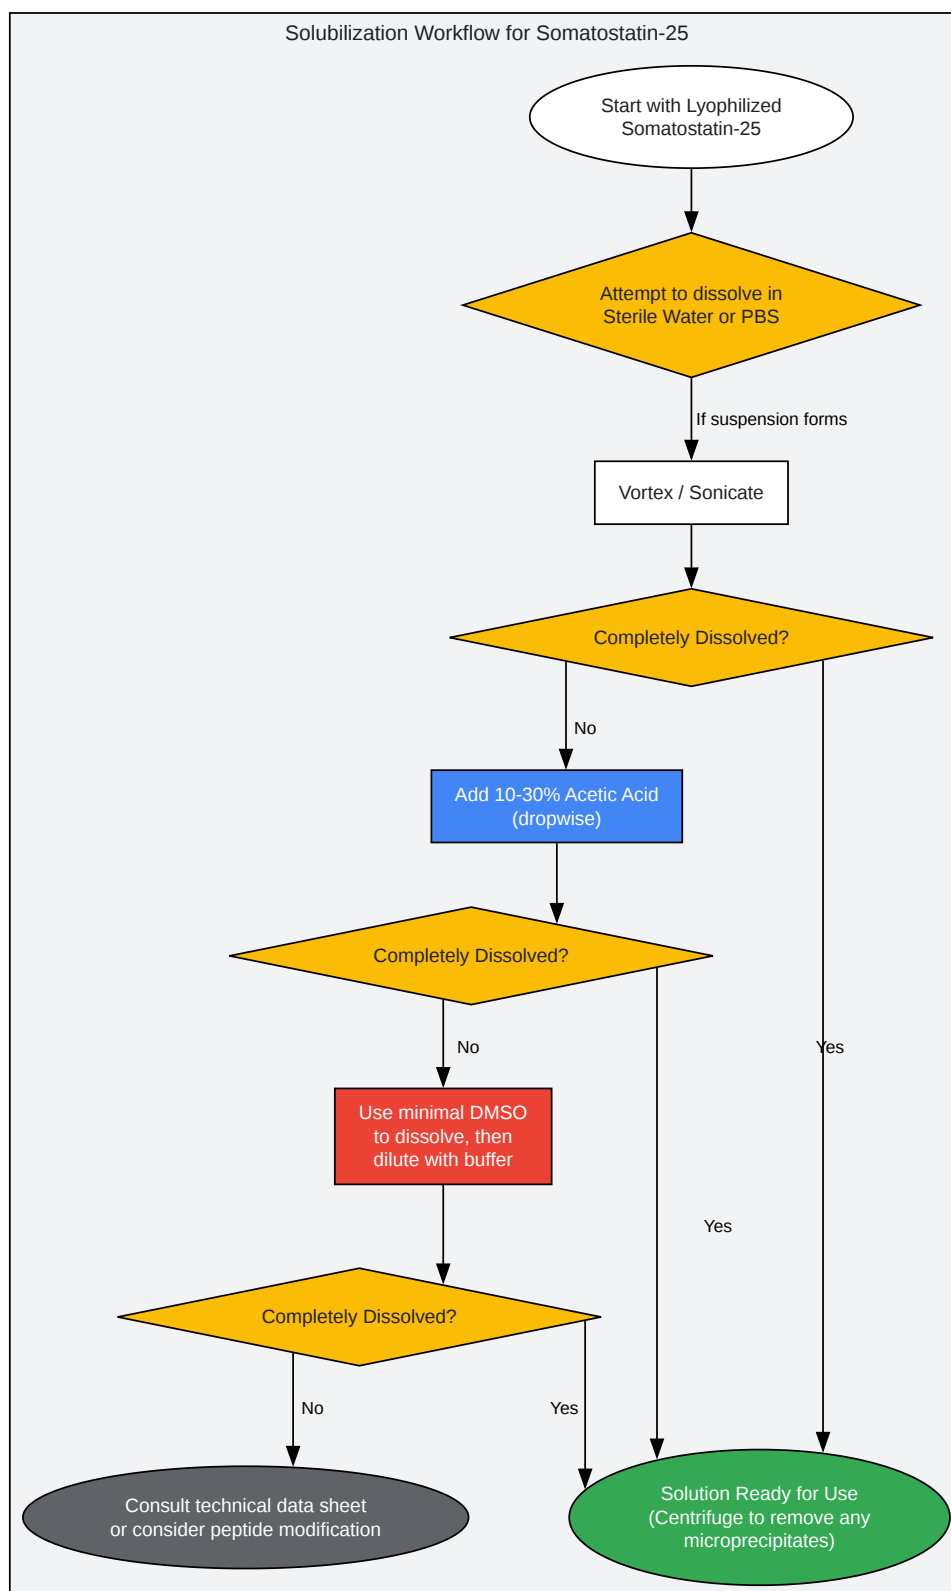 Solubilization Workflow for Somatostatin-25
Start with Lyophilized
Somatostatin-25
Attempt to dissolve in
Sterile Water or PBS
If suspension forms
Vortex / Sonicate
Completely Dissolved?
No
Add 10-30% Acetic Acid
(dropwise)
Completely Dissolved?
No
Yes
Use minimal DMSO
to dissolve, then
dilute with buffer
Yes
Completely Dissolved?
No
Yes
Consult technical data sheet
or consider peptide modification
Solution Ready for Use
(Centrifuge to remove any
microprecipitates)